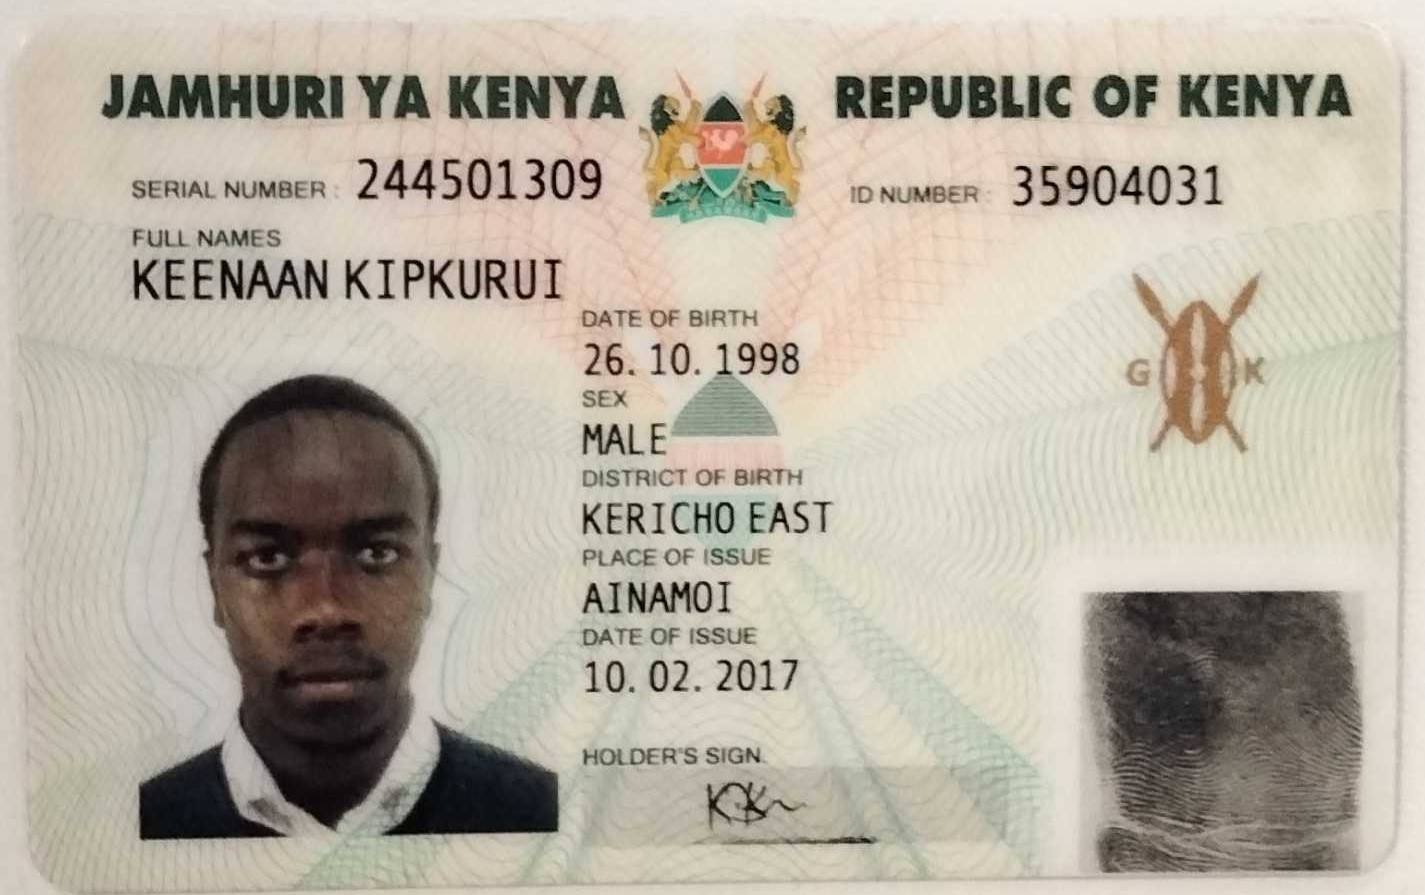 JAMHURI YA KENYA
REPUBLIC OF KENYA
SERIAL NUMBER : 244501309
ID NUMBER : 35904031
FULL NAMES
KEENAAN KIPKURUI
DATE OF BIRTH
26. 10. 1998
SEX
MALE
DISTRICT OF BIRTH
KERICHO EAST
PLACE OF ISSUE
AINAMOI
DATE OF ISSUE
10. 02. 2017
HOLDER'S SIGN.
G K